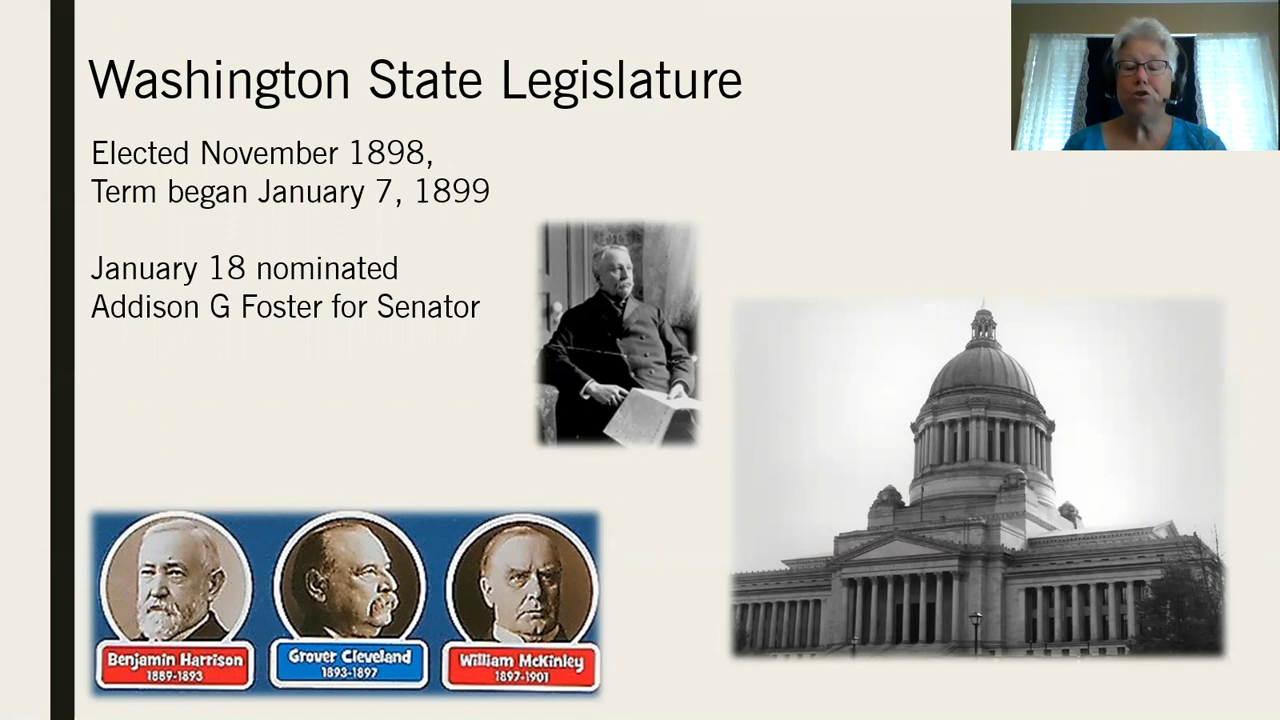 Washington State Legislature
Elected November 1898,
Term began January 7, 1899
January 18 nominated
Addison G Foster for Senator
Benjamin Harrison
1889-1893
Grover Cleveland
1893-1897
William McKinley
1897-1901